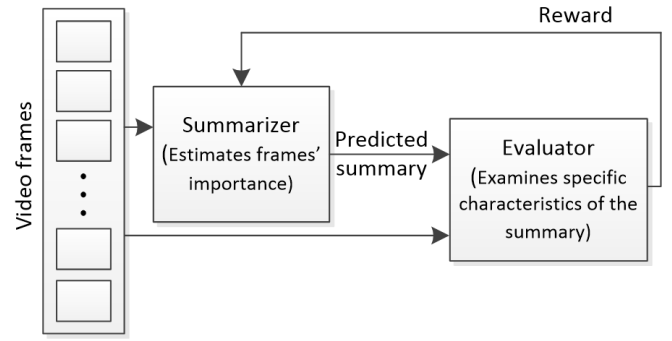 Reward
Video frames
Summarizer
(Estimates frames'
importance)
Predicted
summary
Evaluator
(Examines specific
characteristics of the
summary)